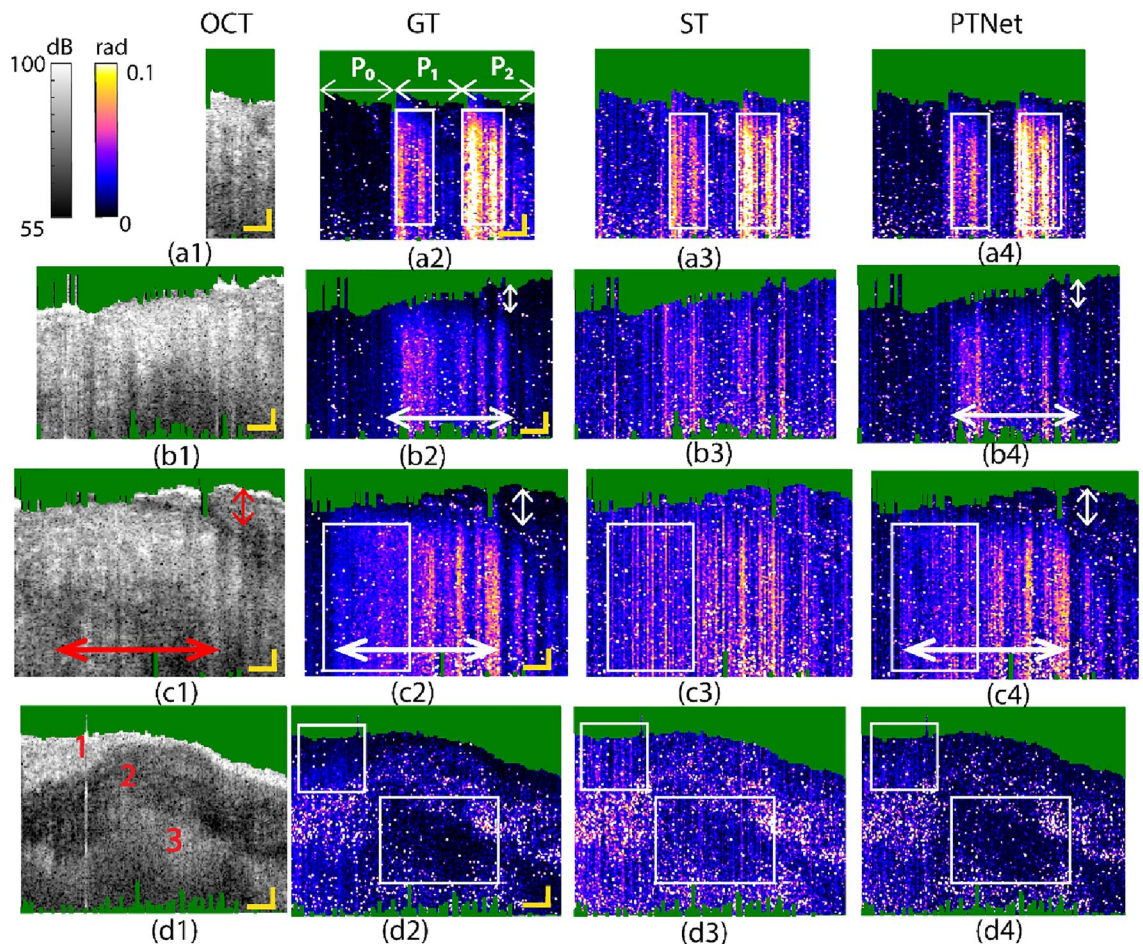 OCT GT ST PTNet
dB rad
100 0.1
55 0
P₀ P₁ P₂
(a1) (a2) (a3) (a4)
(b1) (b2) (b3) (b4)
(c1) (c2) (c3) (c4)
1
2
3
(d1) (d2) (d3) (d4)